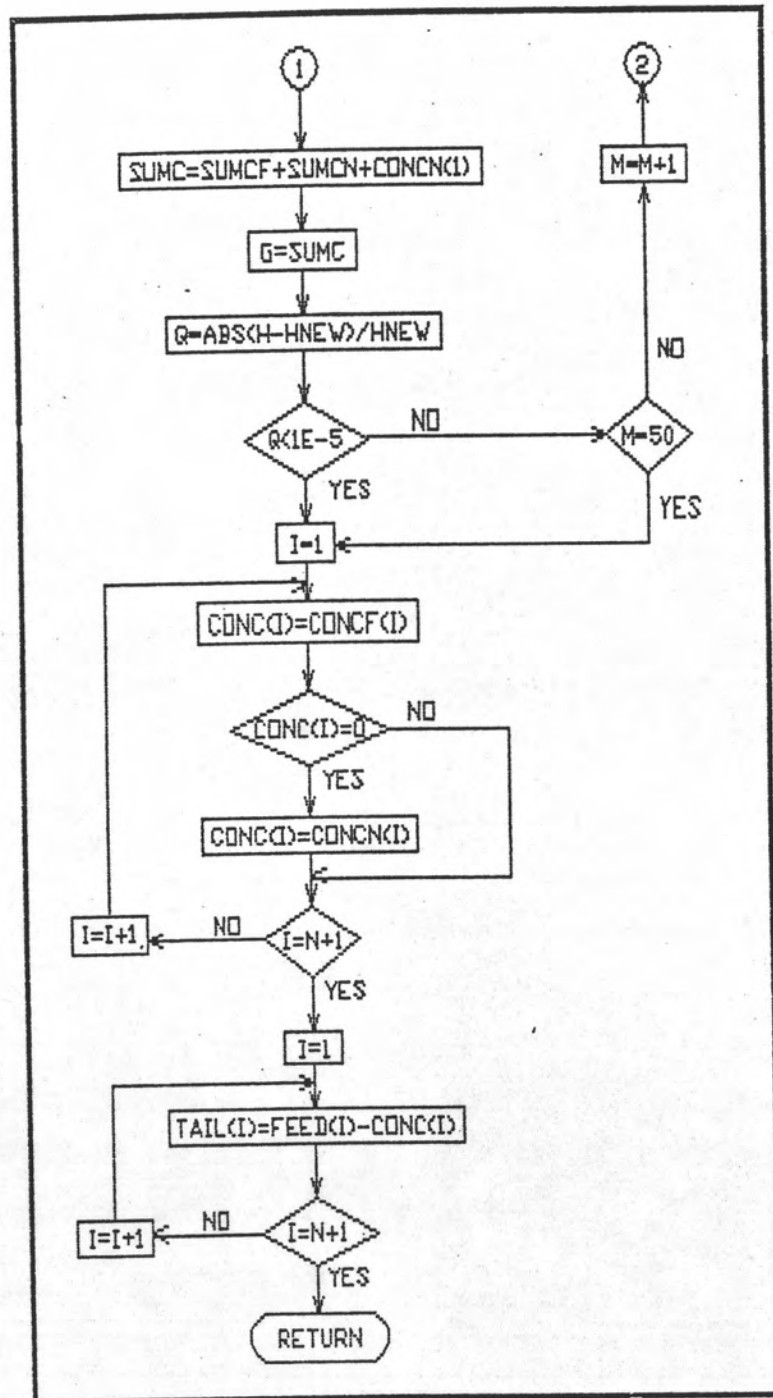 1
2
SUMC=SUMCF+SUMCN+CONCN(1)
M=M+1
G=SUMC
Q=ABS(H-HNEW)/HNEW
NO
Q<1E-5
NO
M=50
YES
YES
I=1
CONC(I)=CONCF(I)
CONC(I)=0
NO
YES
CONC(I)=CONCN(I)
I=I+1
NO
I=N+1
YES
I=1
TAIL(I)=FEED(I)-CONC(I)
I=I+1
NO
I=N+1
YES
RETURN